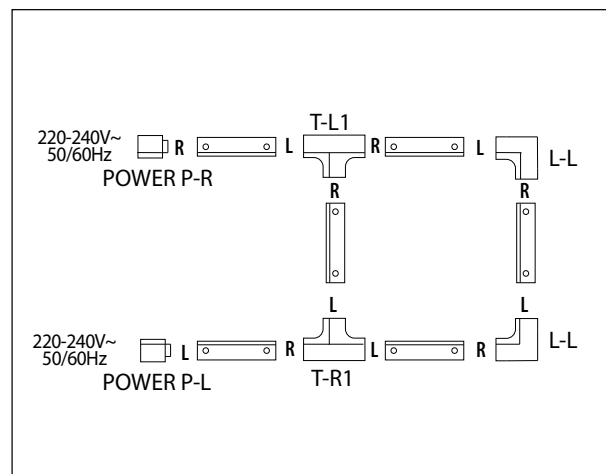 T-L1
220-240V~
50/60Hz
R L R L
L-L
POWER P-R
R R
L L
220-240V~
50/60Hz
L R L R
L-L
POWER P-L
T-R1